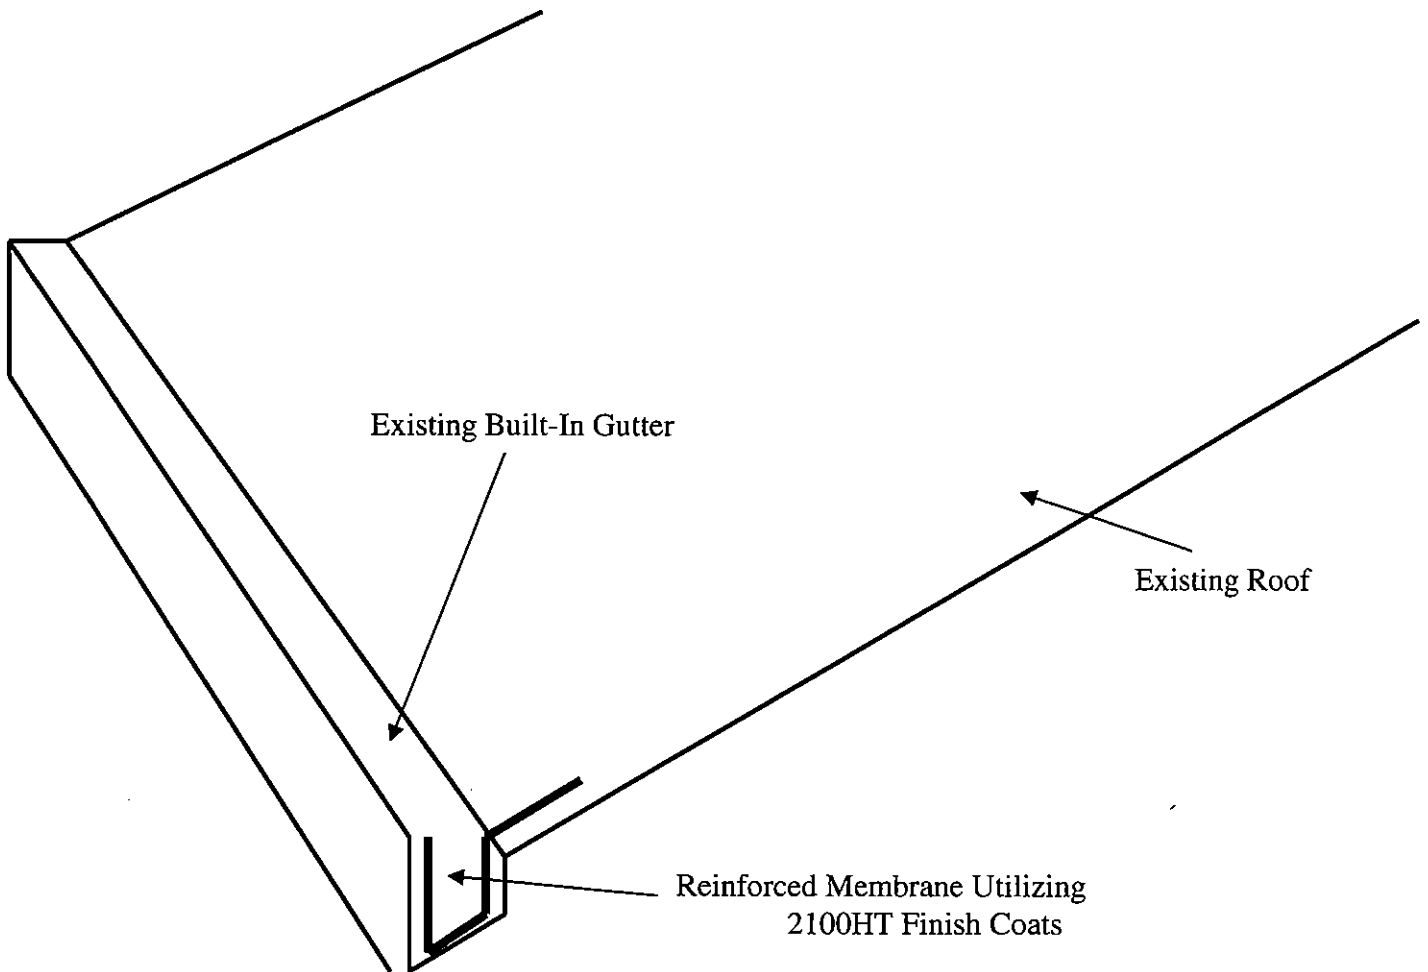 Existing Built-In Gutter
Existing Roof
Reinforced Membrane Utilizing
2100HT Finish Coats